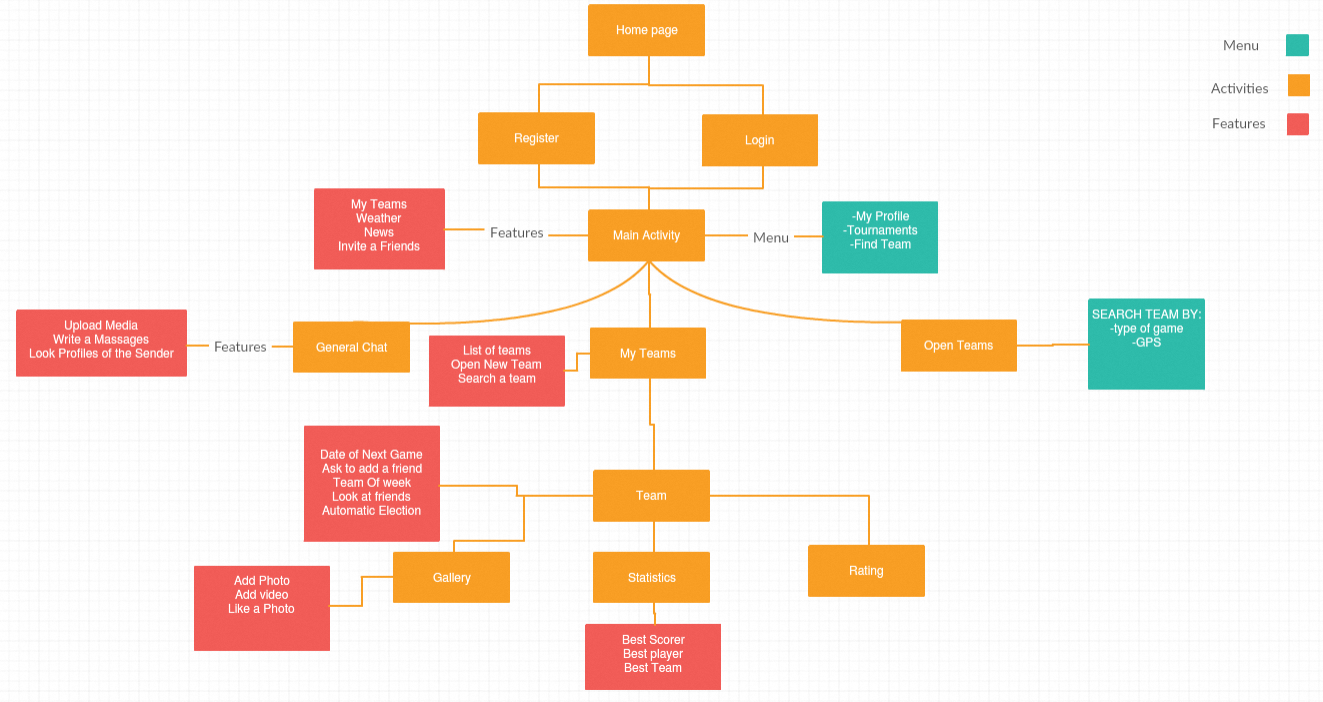 Home page
Menu
Activities
Features
Register
Login
My Teams
Weather
News
Invite a Friends
Features
Main Activity
Menu
-My Profile
-Tournaments
-Find Team
Upload Media
Write a Massages
Look Profiles of the Sender
Features
General Chat
List of teams
Open New Team
Search a team
My Teams
Open Teams
SEARCH TEAM BY:
-type of game
-GPS
Date of Next Game
Ask to add a friend
Team Of week
Look at friends
Automatic Election
Team
Add Photo
Add video
Like a Photo
Gallery
Statistics
Rating
Best Scorer
Best player
Best Team